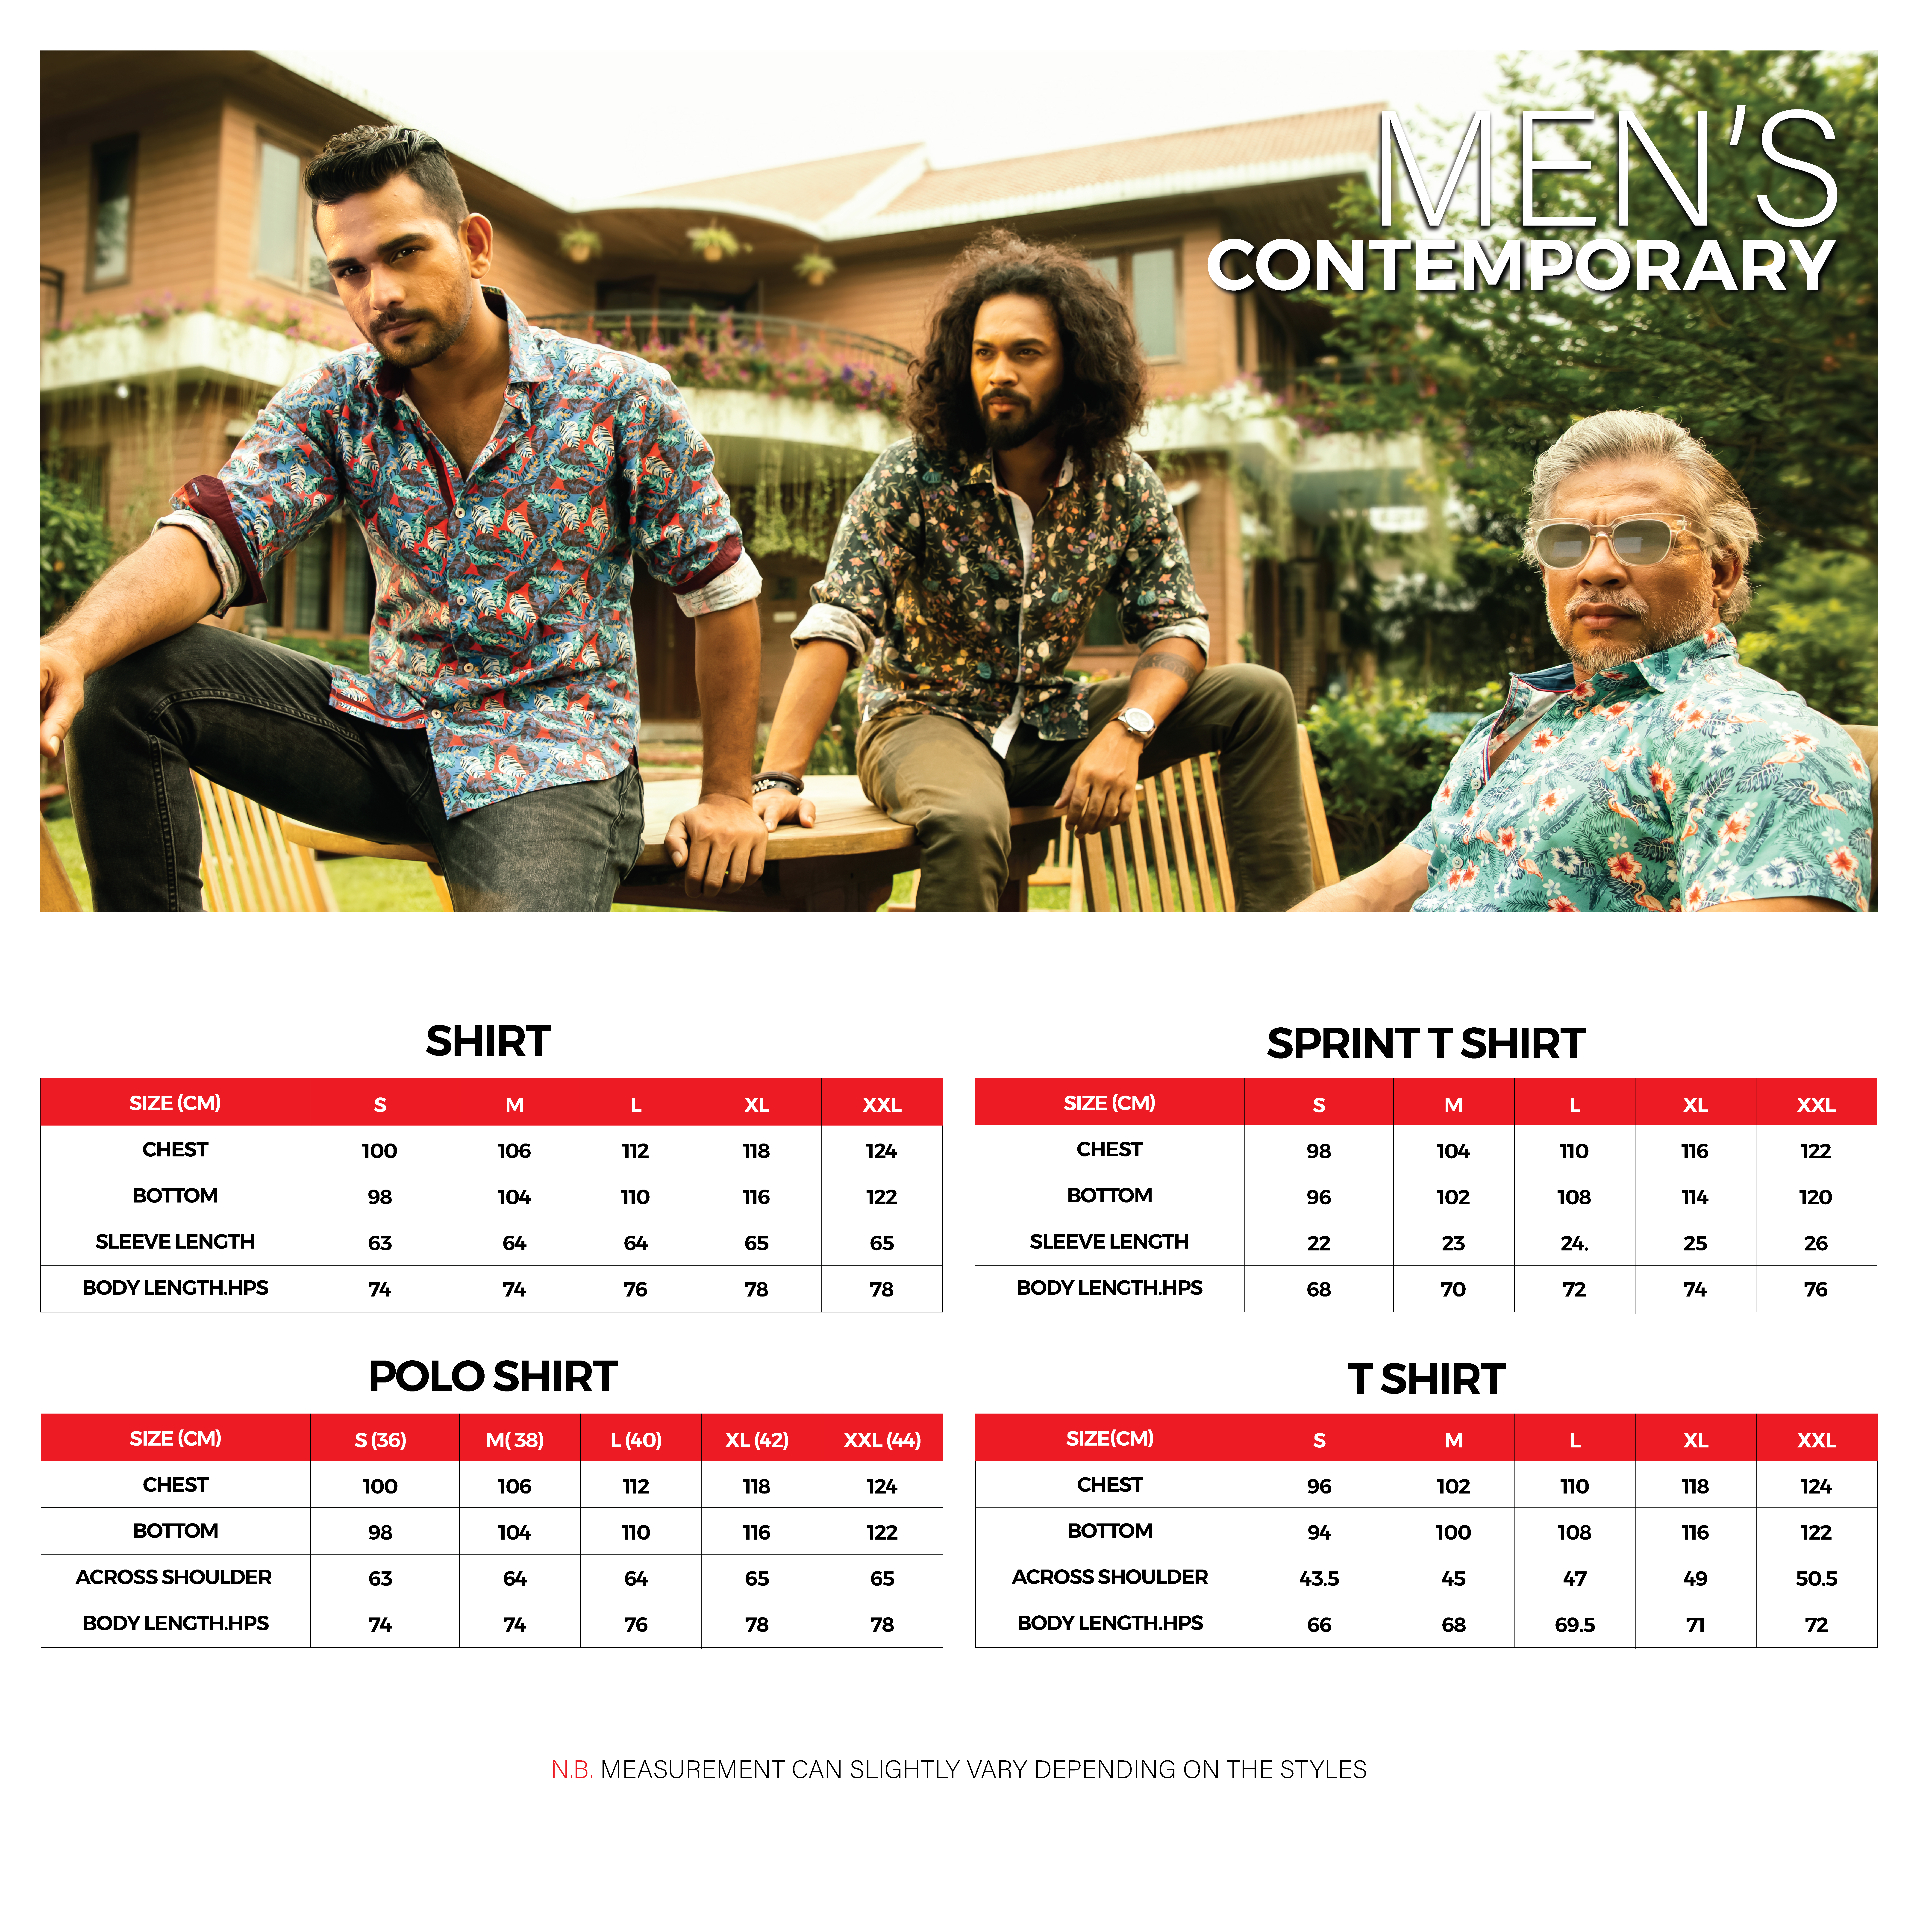 MEN'S
CONTEMPORARY
SHIRT
SIZE (CM) S M L XL XXL
CHEST 100 106 112 118 124
BOTTOM 98 104 110 116 122
SLEEVE LENGTH 63 64 64 65 65
BODY LENGTH.HPS 74 74 76 78 78
SPRINT T SHIRT
SIZE (CM) S M L XL XXL
CHEST 98 104 110 116 122
BOTTOM 96 102 108 114 120
SLEEVE LENGTH 22 23 24. 25 26
BODY LENGTH.HPS 68 70 72 74 76
POLO SHIRT
SIZE (CM) S (36) M( 38) L (40) XL (42) XXL (44)
CHEST 100 106 112 118 124
BOTTOM 98 104 110 116 122
ACROSS SHOULDER 63 64 64 65 65
BODY LENGTH.HPS 74 74 76 78 78
T SHIRT
SIZE(CM) S M L XL XXL
CHEST 96 102 110 118 124
BOTTOM 94 100 108 116 122
ACROSS SHOULDER 43.5 45 47 49 50.5
BODY LENGTH.HPS 66 68 69.5 71 72
N.B. MEASUREMENT CAN SLIGHTLY VARY DEPENDING ON THE STYLES